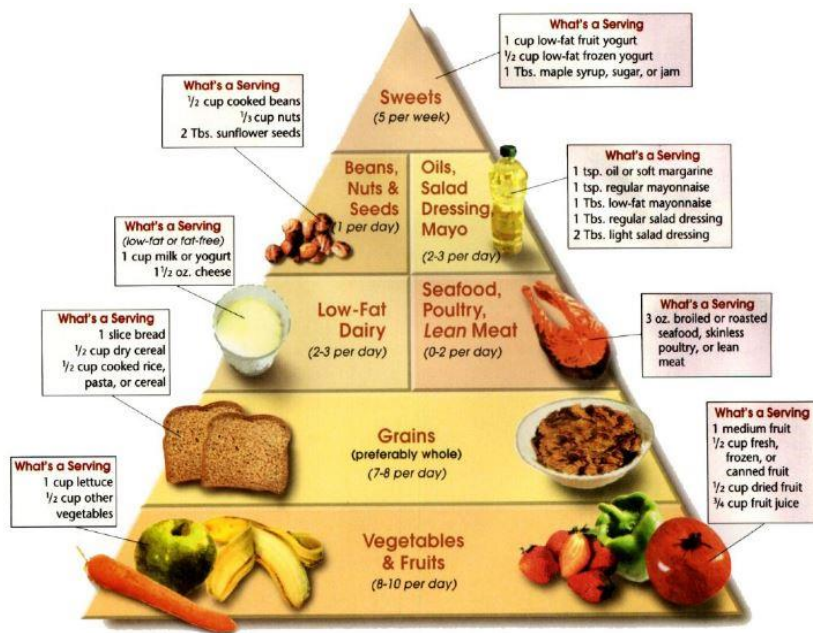 What's a Serving
1 cup low-fat fruit yogurt
½ cup low-fat frozen yogurt
1 Tbs. maple syrup, sugar, or jam
Sweets
(5 per week)
What's a Serving
½ cup cooked beans
⅓ cup nuts
2 Tbs. sunflower seeds
Beans,
Nuts &
Seeds
(1 per day)
Oils,
Salad
Dressing,
Mayo
(2-3 per day)
What's a Serving
1 tsp. oil or soft margarine
1 tsp. regular mayonnaise
1 Tbs. low-fat mayonnaise
1 Tbs. regular salad dressing
2 Tbs. light salad dressing
What's a Serving
(low-fat or fat-free)
1 cup milk or yogurt
1½ oz. cheese
Low-Fat
Dairy
(2-3 per day)
Seafood,
Poultry,
Lean Meat
(0-2 per day)
What's a Serving
3 oz. broiled or roasted
seafood, skinless
poultry, or lean
meat
What's a Serving
1 slice bread
½ cup dry cereal
½ cup cooked rice,
pasta, or cereal
Grains
(preferably whole)
(7-8 per day)
What's a Serving
1 cup lettuce
½ cup other
vegetables
Vegetables
& Fruits
(8-10 per day)
What's a Serving
1 medium fruit
½ cup fresh,
frozen, or
canned fruit
½ cup dried fruit
¾ cup fruit juice